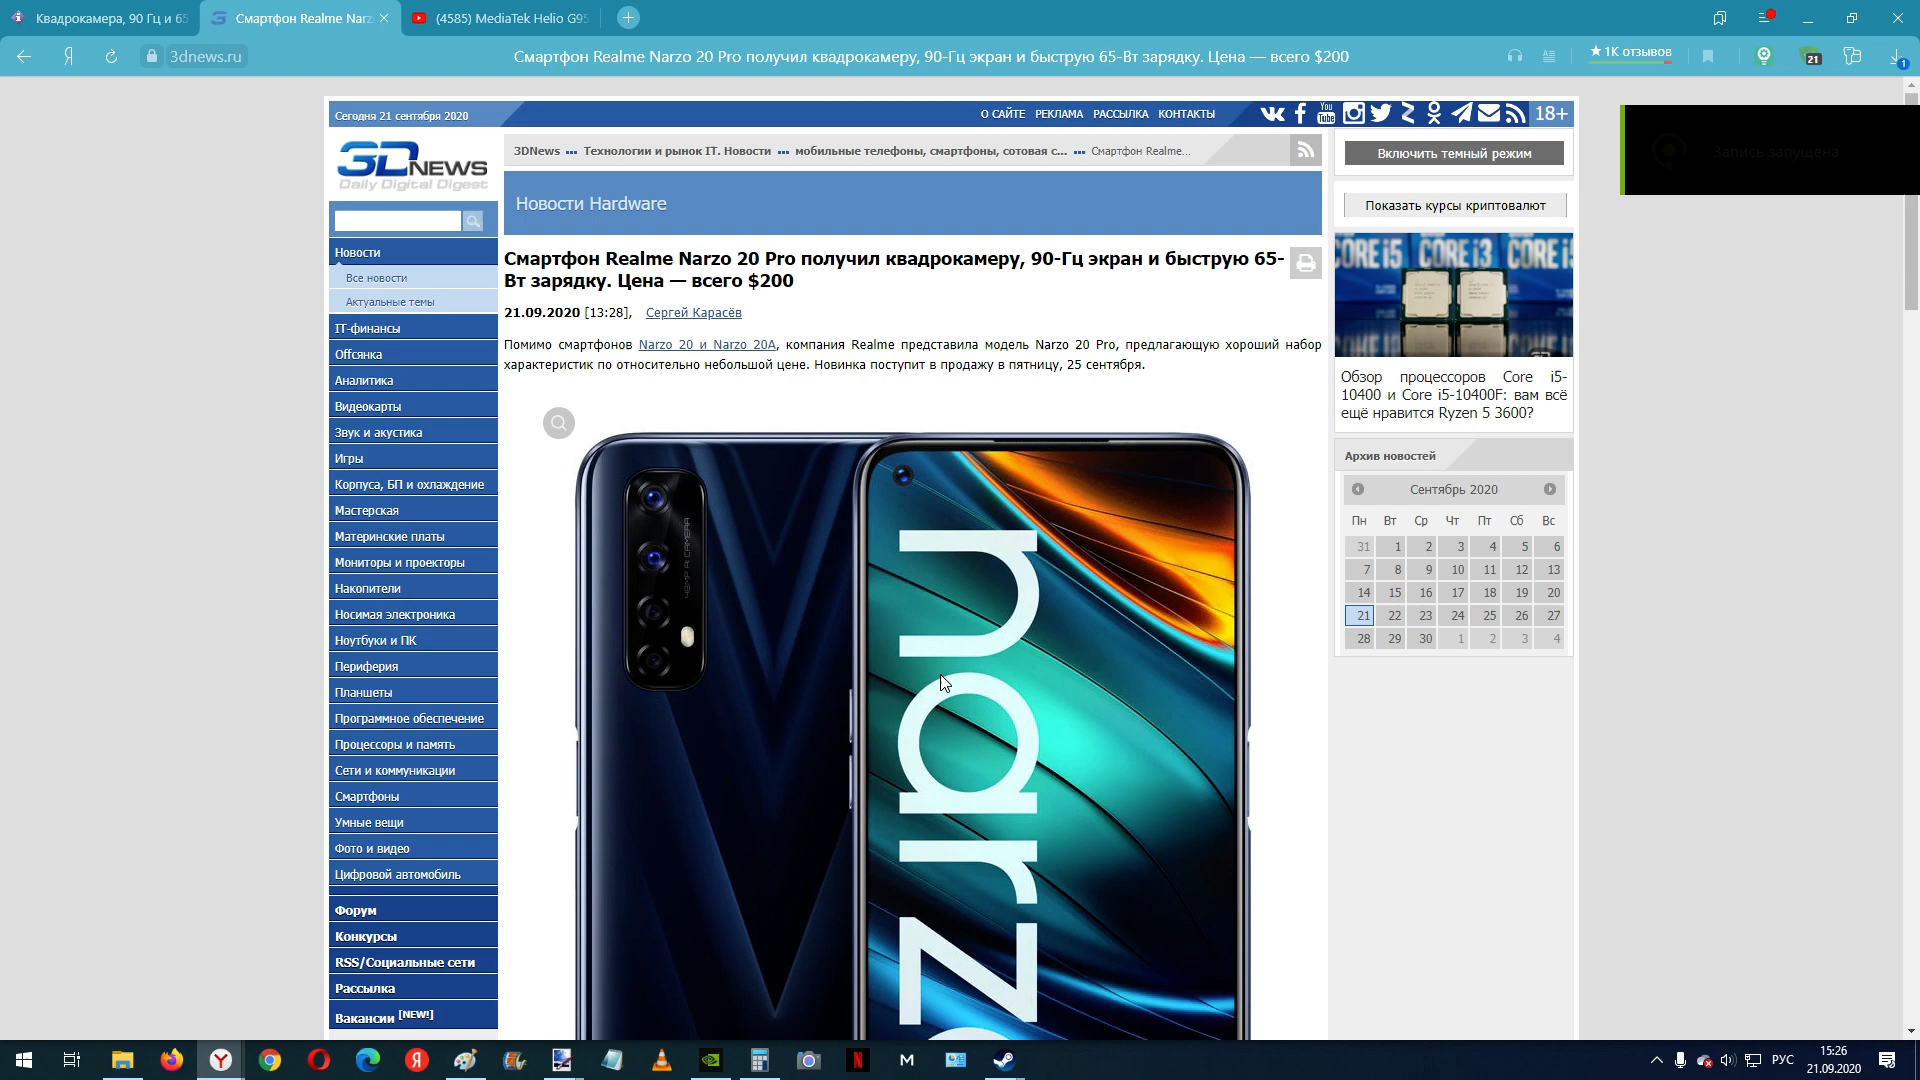 Квадрокамера, 90 Гц и 65
Смартфон Realme Narz
(4585) MediaTek Helio G95
3dnews.ru
Смартфон Realme Narzo 20 Pro получил квадрокамеру, 90-Гц экран и быструю 65-Вт зарядку. Цена — всего $200
★ 1K отзывов
21
1
Сегодня 21 сентября 2020
О САЙТЕ РЕКЛАМА РАССЫЛКА КОНТАКТЫ
You Tube
18+
3DNEWS
Daily Digital Digest
3DNews Технологии и рынок IT. Новости мобильные телефоны, смартфоны, сотовая с... Смартфон Realme...
Новости Hardware
Новости
Все новости
Актуальные темы
IT-финансы
Offсянка
Аналитика
Видеокарты
Звук и акустика
Игры
Корпуса, БП и охлаждение
Мастерская
Материнские платы
Мониторы и проекторы
Накопители
Носимая электроника
Ноутбуки и ПК
Периферия
Планшеты
Программное обеспечение
Процессоры и память
Сети и коммуникации
Смартфоны
Умные вещи
Фото и видео
Цифровой автомобиль
Форум
Конкурсы
RSS/Социальные сети
Рассылка
Вакансии [NEW!]
Смартфон Realme Narzo 20 Pro получил квадрокамеру, 90-Гц экран и быструю 65-
Вт зарядку. Цена — всего $200
21.09.2020 [13:28], Сергей Карасёв
Помимо смартфонов Narzo 20 и Narzo 20A, компания Realme представила модель Narzo 20 Pro, предлагающую хороший набор
характеристик по относительно небольшой цене. Новинка поступит в продажу в пятницу, 25 сентября.
48MP AI CAMERA
narzo
Включить темный режим
Показать курсы криптовалют
CORE i5 CORE i3 CORE i5
Обзор процессоров Core i5-
10400 и Core i5-10400F: вам всё
ещё нравится Ryzen 5 3600?
Архив новостей
Сентябрь 2020
Пн Вт Ср Чт Пт Сб Вс
31 1 2 3 4 5 6
7 8 9 10 11 12 13
14 15 16 17 18 19 20
21 22 23 24 25 26 27
28 29 30 1 2 3 4
Запись запущена
РУС
15:26
21.09.2020